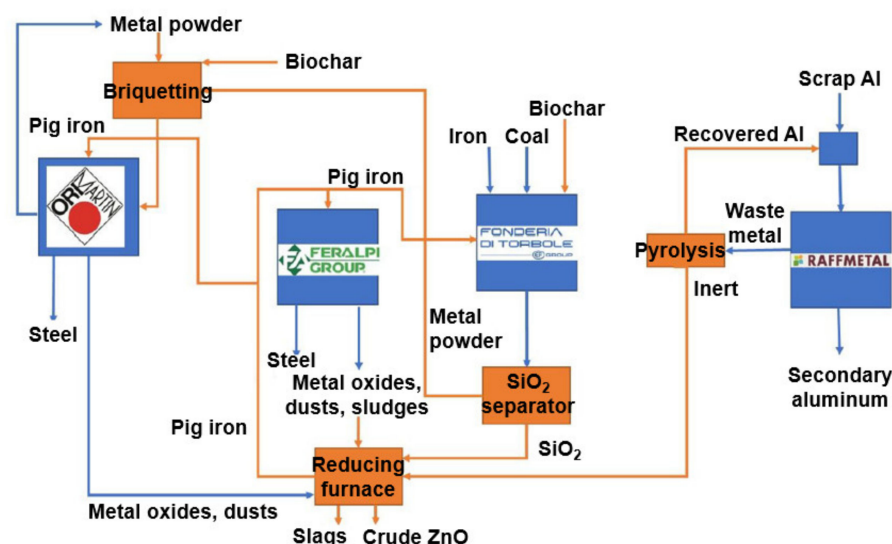 Metal powder
Biochar
Briquetting
Scrap Al
Biochar
Pig iron
Iron
Coal
Recovered Al
Pig iron
ORI
MARTIN
FERALPI
GROUP
FONDERIA
DI TORBOLE
GROUP
Waste
metal
Pyrolysis
RAFFMETAL
Inert
Metal
powder
Steel
Steel
Metal oxides,
dusts, sludges
SiO₂
separator
Secondary
aluminum
Pig iron
SiO₂
Reducing
furnace
Metal oxides, dusts
Slags
Crude ZnO